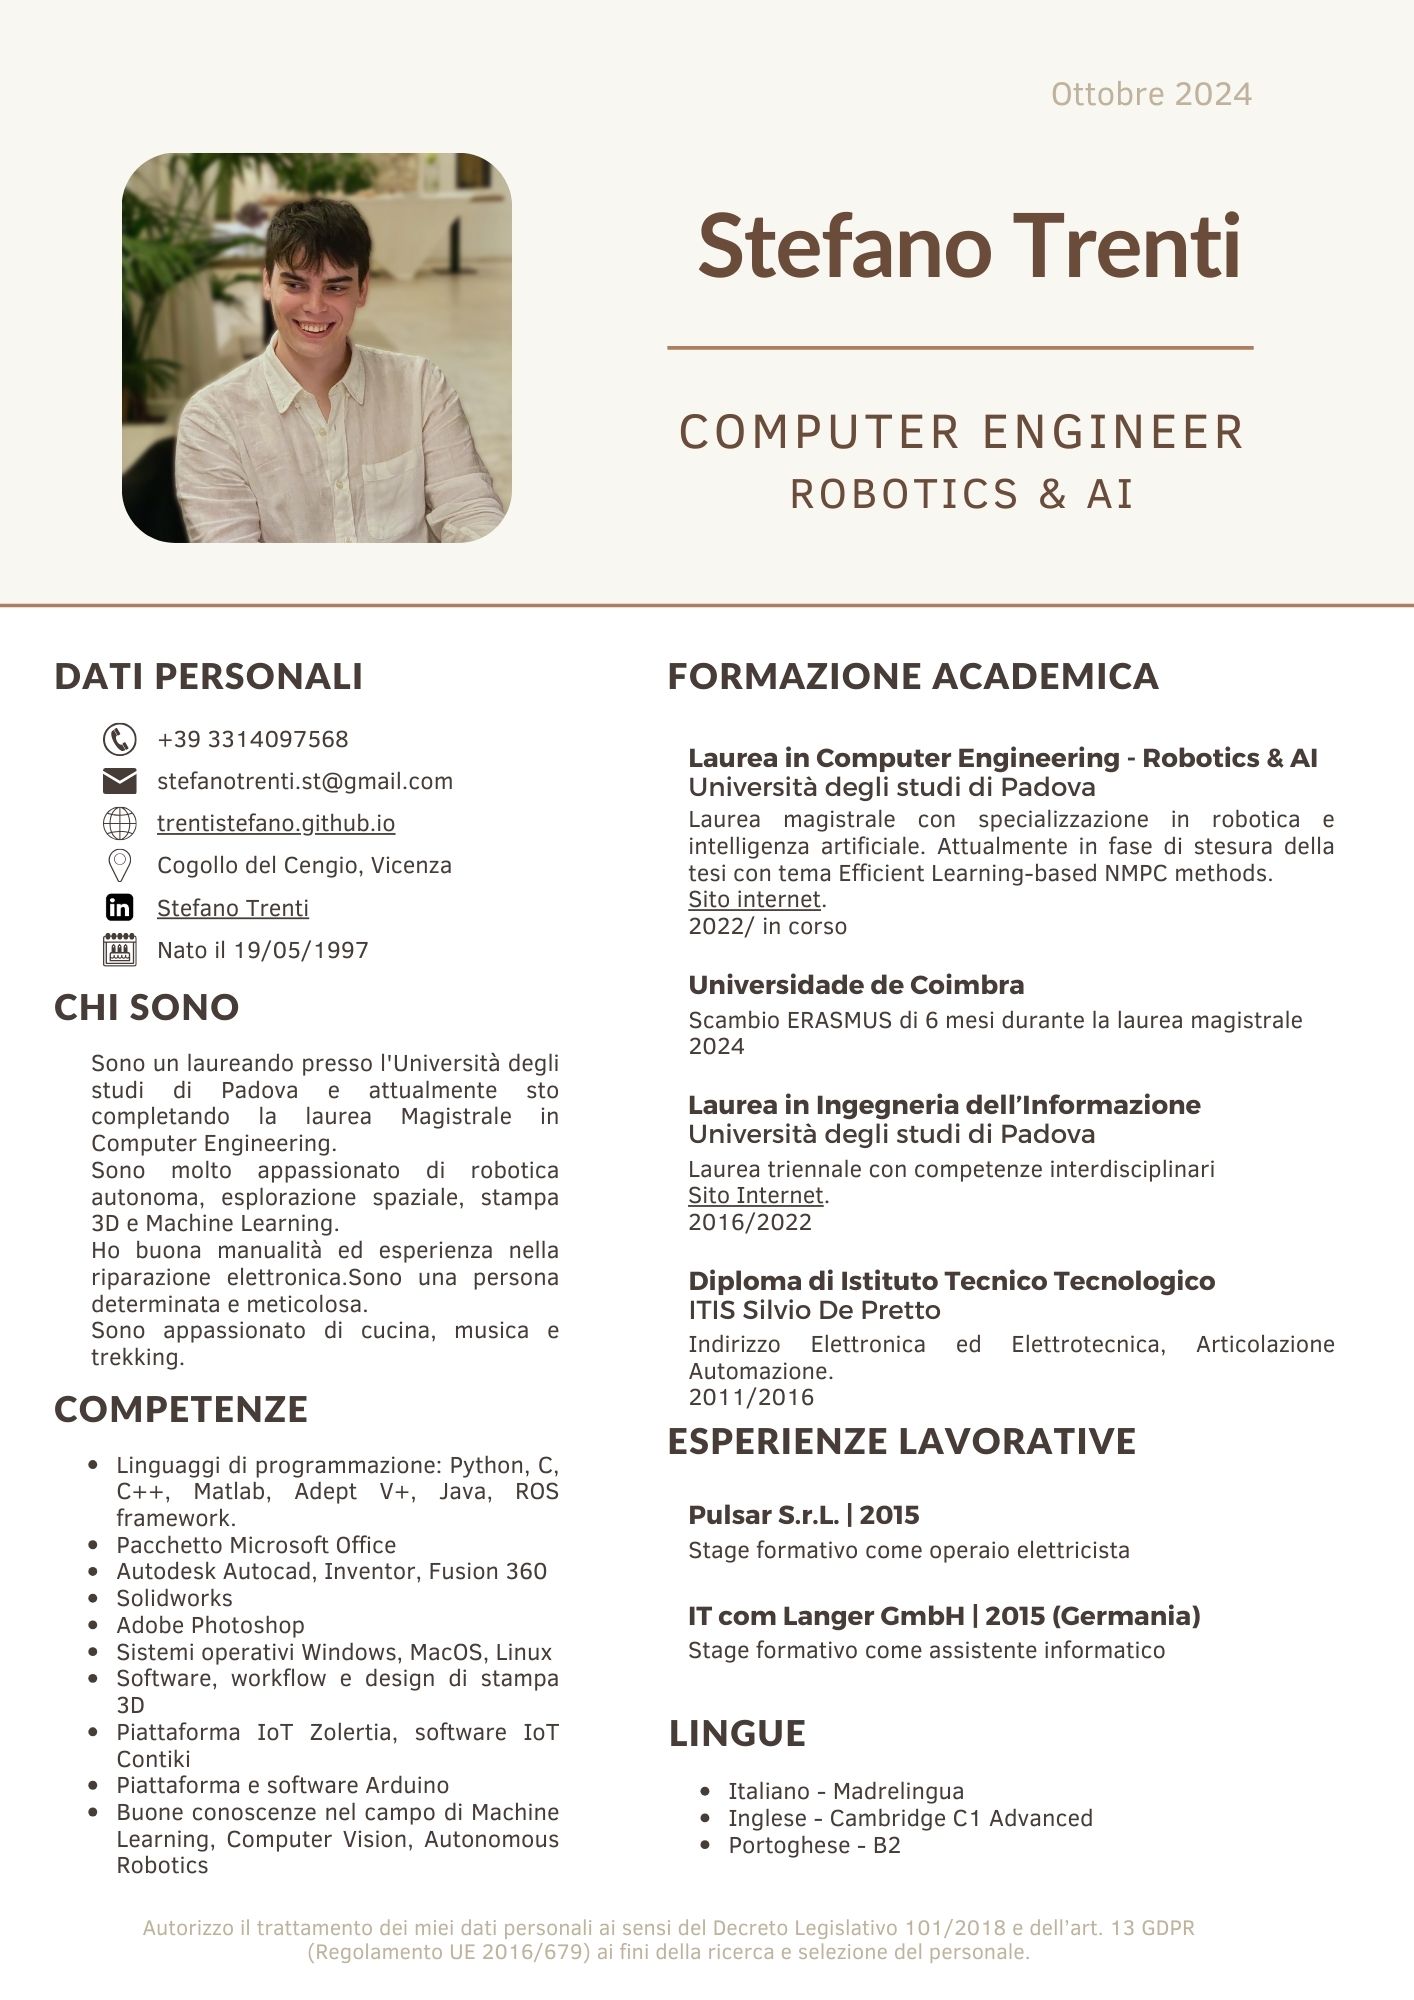 Ottobre 2024
Stefano Trenti
COMPUTER ENGINEER
ROBOTICS & AI
DATI PERSONALI
+39 3314097568
stefanotrenti.st@gmail.com
trentistefano.github.io
Cogollo del Cengio, Vicenza
in Stefano Trenti
Nato il 19/05/1997
CHI SONO
Sono un laureando presso l'Università degli
studi di Padova e attualmente sto
completando la laurea Magistrale in
Computer Engineering.
Sono molto appassionato di robotica
autonoma, esplorazione spaziale, stampa
3D e Machine Learning.
Ho buona manualità ed esperienza nella
riparazione elettronica.Sono una persona
determinata e meticolosa.
Sono appassionato di cucina, musica e
trekking.
COMPETENZE
• Linguaggi di programmazione: Python, C,
C++, Matlab, Adept V+, Java, ROS
framework.
• Pacchetto Microsoft Office
• Autodesk Autocad, Inventor, Fusion 360
• Solidworks
• Adobe Photoshop
• Sistemi operativi Windows, MacOS, Linux
• Software, workflow e design di stampa
3D
• Piattaforma IoT Zolertia, software IoT
Contiki
• Piattaforma e software Arduino
• Buone conoscenze nel campo di Machine
Learning, Computer Vision, Autonomous
Robotics
FORMAZIONE ACADEMICA
Laurea in Computer Engineering - Robotics & AI
Università degli studi di Padova
Laurea magistrale con specializzazione in robotica e
intelligenza artificiale. Attualmente in fase di stesura della
tesi con tema Efficient Learning-based NMPC methods.
Sito internet.
2022/ in corso
Universidade de Coimbra
Scambio ERASMUS di 6 mesi durante la laurea magistrale
2024
Laurea in Ingegneria dell’Informazione
Università degli studi di Padova
Laurea triennale con competenze interdisciplinari
Sito Internet.
2016/2022
Diploma di Istituto Tecnico Tecnologico
ITIS Silvio De Pretto
Indirizzo Elettronica ed Elettrotecnica, Articolazione
Automazione.
2011/2016
ESPERIENZE LAVORATIVE
Pulsar S.r.L. | 2015
Stage formativo come operaio elettricista
IT com Langer GmbH | 2015 (Germania)
Stage formativo come assistente informatico
LINGUE
• Italiano - Madrelingua
• Inglese - Cambridge C1 Advanced
• Portoghese - B2
Autorizzo il trattamento dei miei dati personali ai sensi del Decreto Legislativo 101/2018 e dell’art. 13 GDPR
(Regolamento UE 2016/679) ai fini della ricerca e selezione del personale.